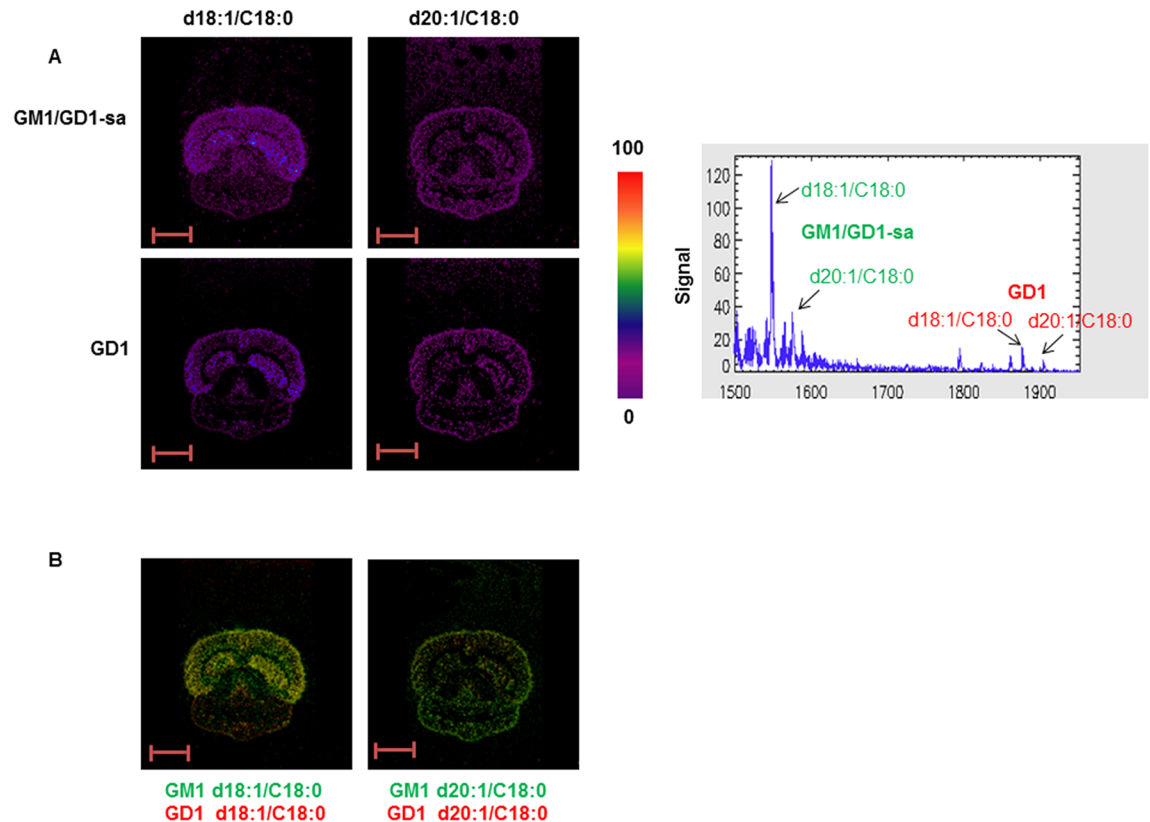 d18:1/C18:0 d20:1/C18:0
A
GM1/GD1-sa
GD1
100
0
Signal
120
100
80
60
40
20
0
1500 1600 1700 1800 1900
d18:1/C18:0
GM1/GD1-sa
d20:1/C18:0
GD1
d18:1/C18:0 d20:1/C18:0
B
GM1 d18:1/C18:0 GM1 d20:1/C18:0
GD1 d18:1/C18:0 GD1 d20:1/C18:0